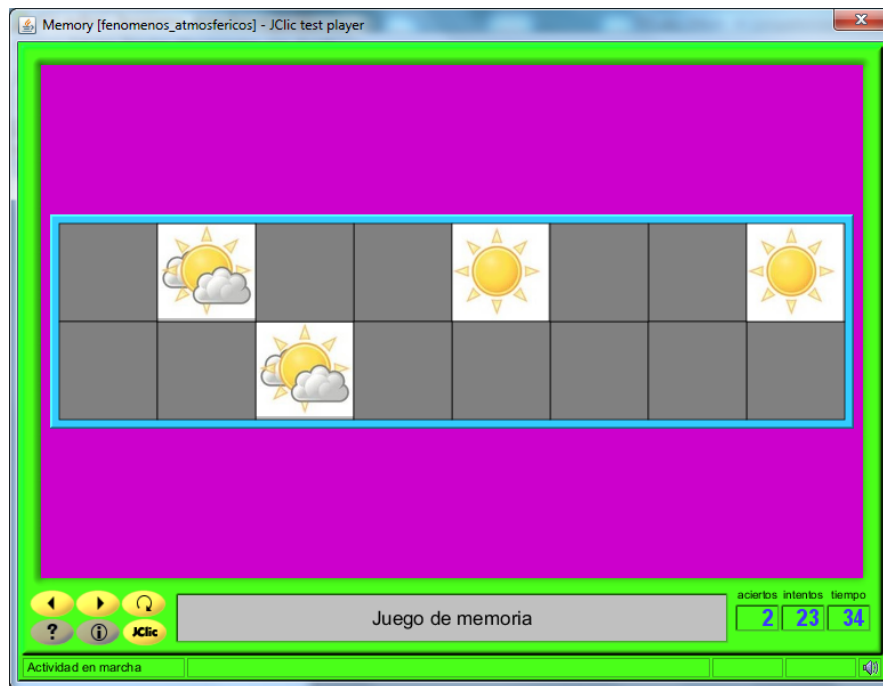 Memory [fenomenos_atmosfericos] - JClic test player
aciertos intentos tiempo
Juego de memoria
2 23 34
? i JClic
Actividad en marcha